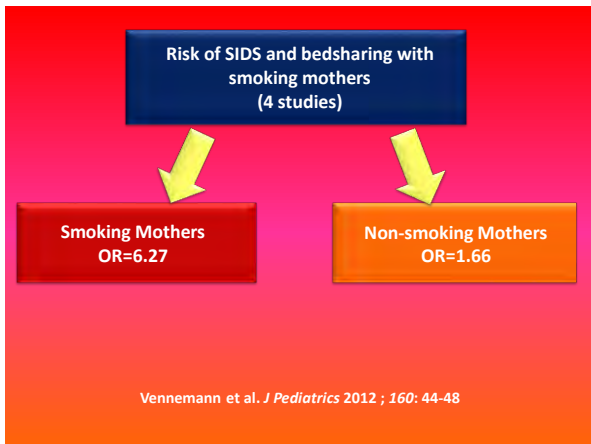 Risk of SIDS and bedsharing with
smoking mothers
(4 studies)
Smoking Mothers
OR=6.27
Non-smoking Mothers
OR=1.66
Vennemann et al. J Pediatrics 2012 ; 160: 44-48